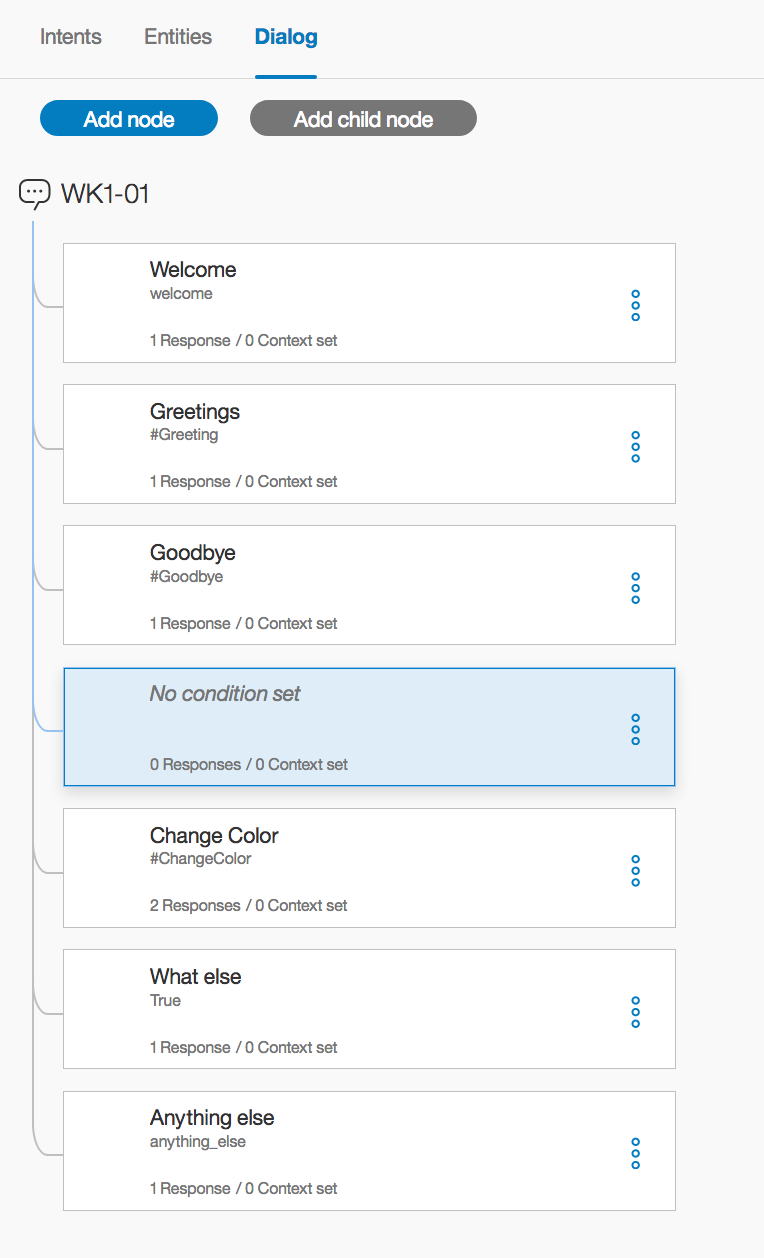 Intents Entities Dialog
Add node Add child node
WK1-01
Welcome
welcome
1 Response / 0 Context set
Greetings
#Greeting
1 Response / 0 Context set
Goodbye
#Goodbye
1 Response / 0 Context set
No condition set
0 Responses / 0 Context set
Change Color
#ChangeColor
2 Responses / 0 Context set
What else
True
1 Response / 0 Context set
Anything else
anything_else
1 Response / 0 Context set